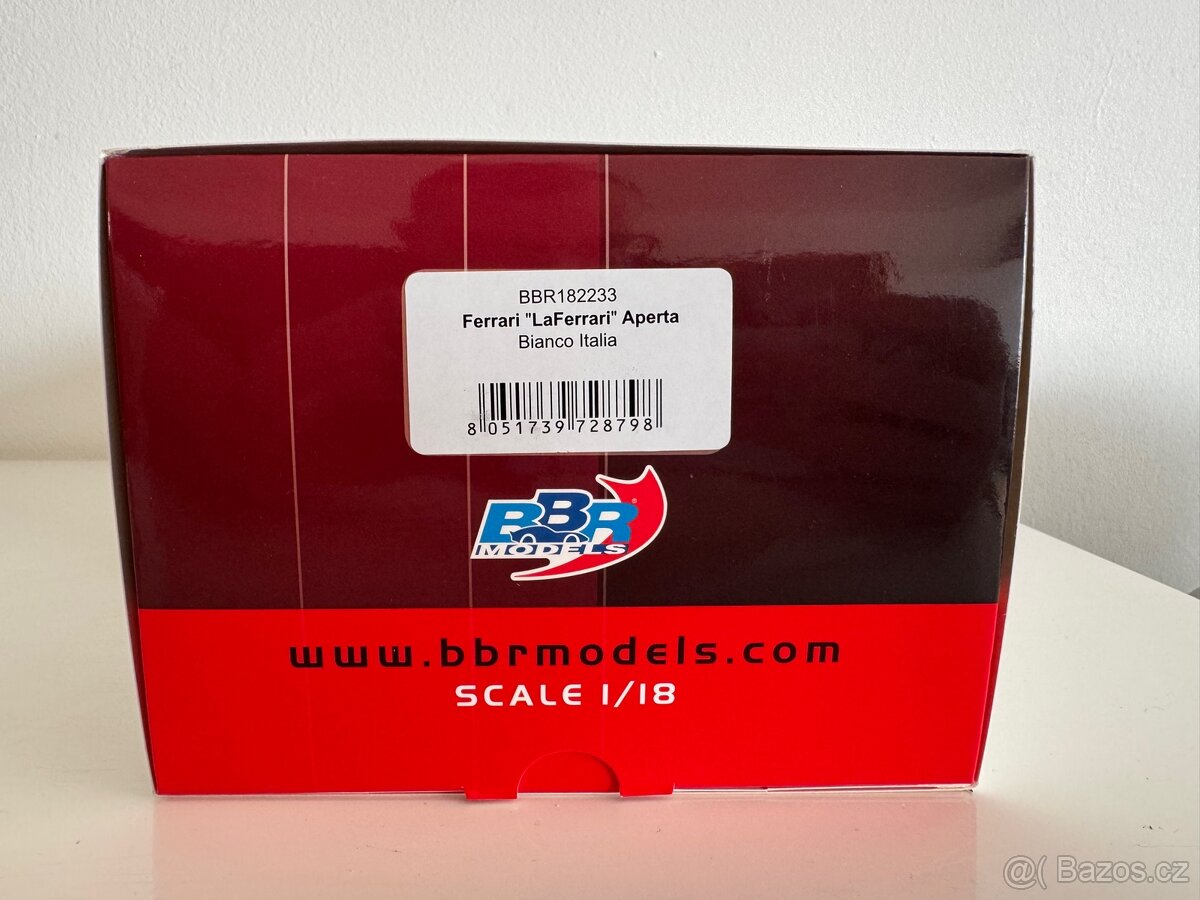 BBR182233
Ferrari "LaFerrari" Aperta
Bianco Italia
8 051739 728798
BBR®
MODELS
www.bbrmodels.com
SCALE 1/18
@( Bazos.cz